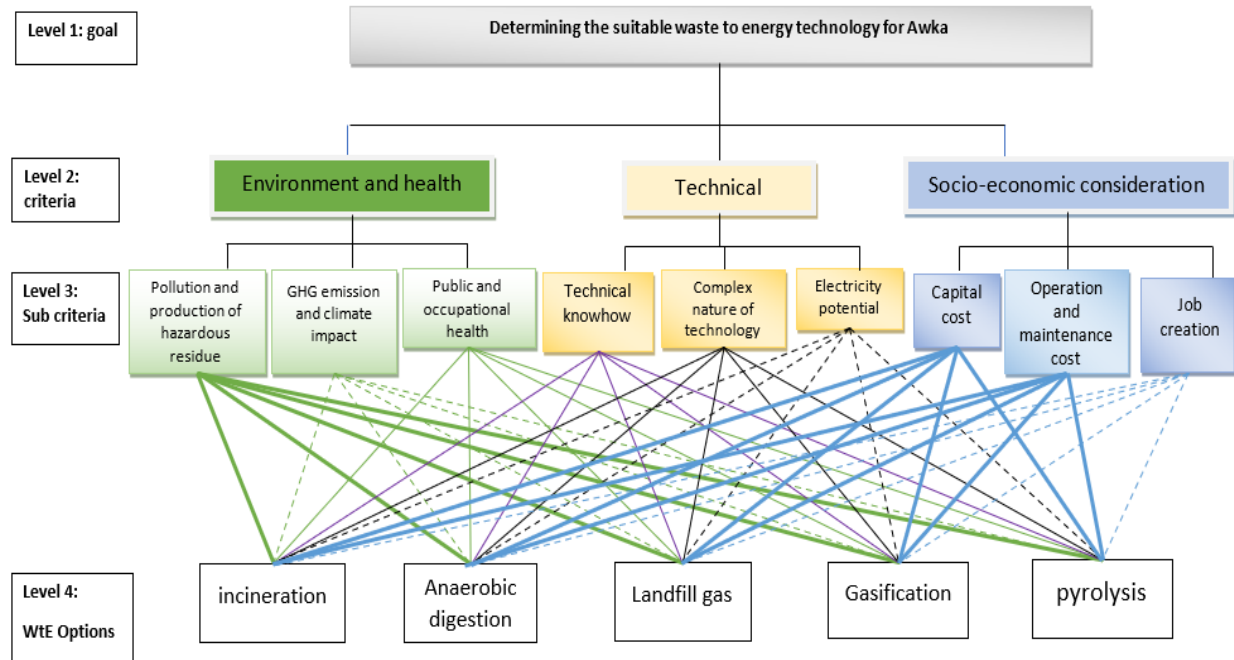 Level 1: goal
Determining the suitable waste to energy technology for Awka
Level 2:
criteria
Environment and health
Technical
Socio-economic consideration
Level 3:
Sub criteria
Pollution and
production of
hazardous
residue
GHG emission
and climate
impact
Public and
occupational
health
Technical
knowhow
Complex
nature of
technology
Electricity
potential
Capital
cost
Operation
and
maintenance
cost
Job
creation
Level 4:
WtE Options
incineration
Anaerobic
digestion
Landfill gas
Gasification
pyrolysis